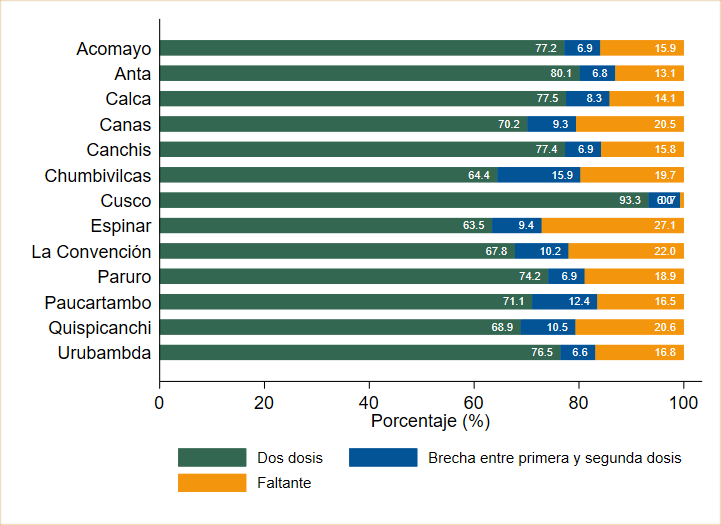 Acomayo 77.2 6.9 15.9
Anta 80.1 6.8 13.1
Calca 77.5 8.3 14.1
Canas 70.2 9.3 20.5
Canchis 77.4 6.9 15.8
Chumbivilcas 64.4 15.9 19.7
Cusco 93.3
Espinar 63.5 9.4 27.1
La Convención 67.8 10.2 22.0
Paruro 74.2 6.9 18.9
Paucartambo 71.1 12.4 16.5
Quispicanchi 68.9 10.5 20.6
Urubambda 76.5 6.6 16.8
0 20 40 60 80 100
Porcentaje (%)
Dos dosis Brecha entre primera y segunda dosis
Faltante